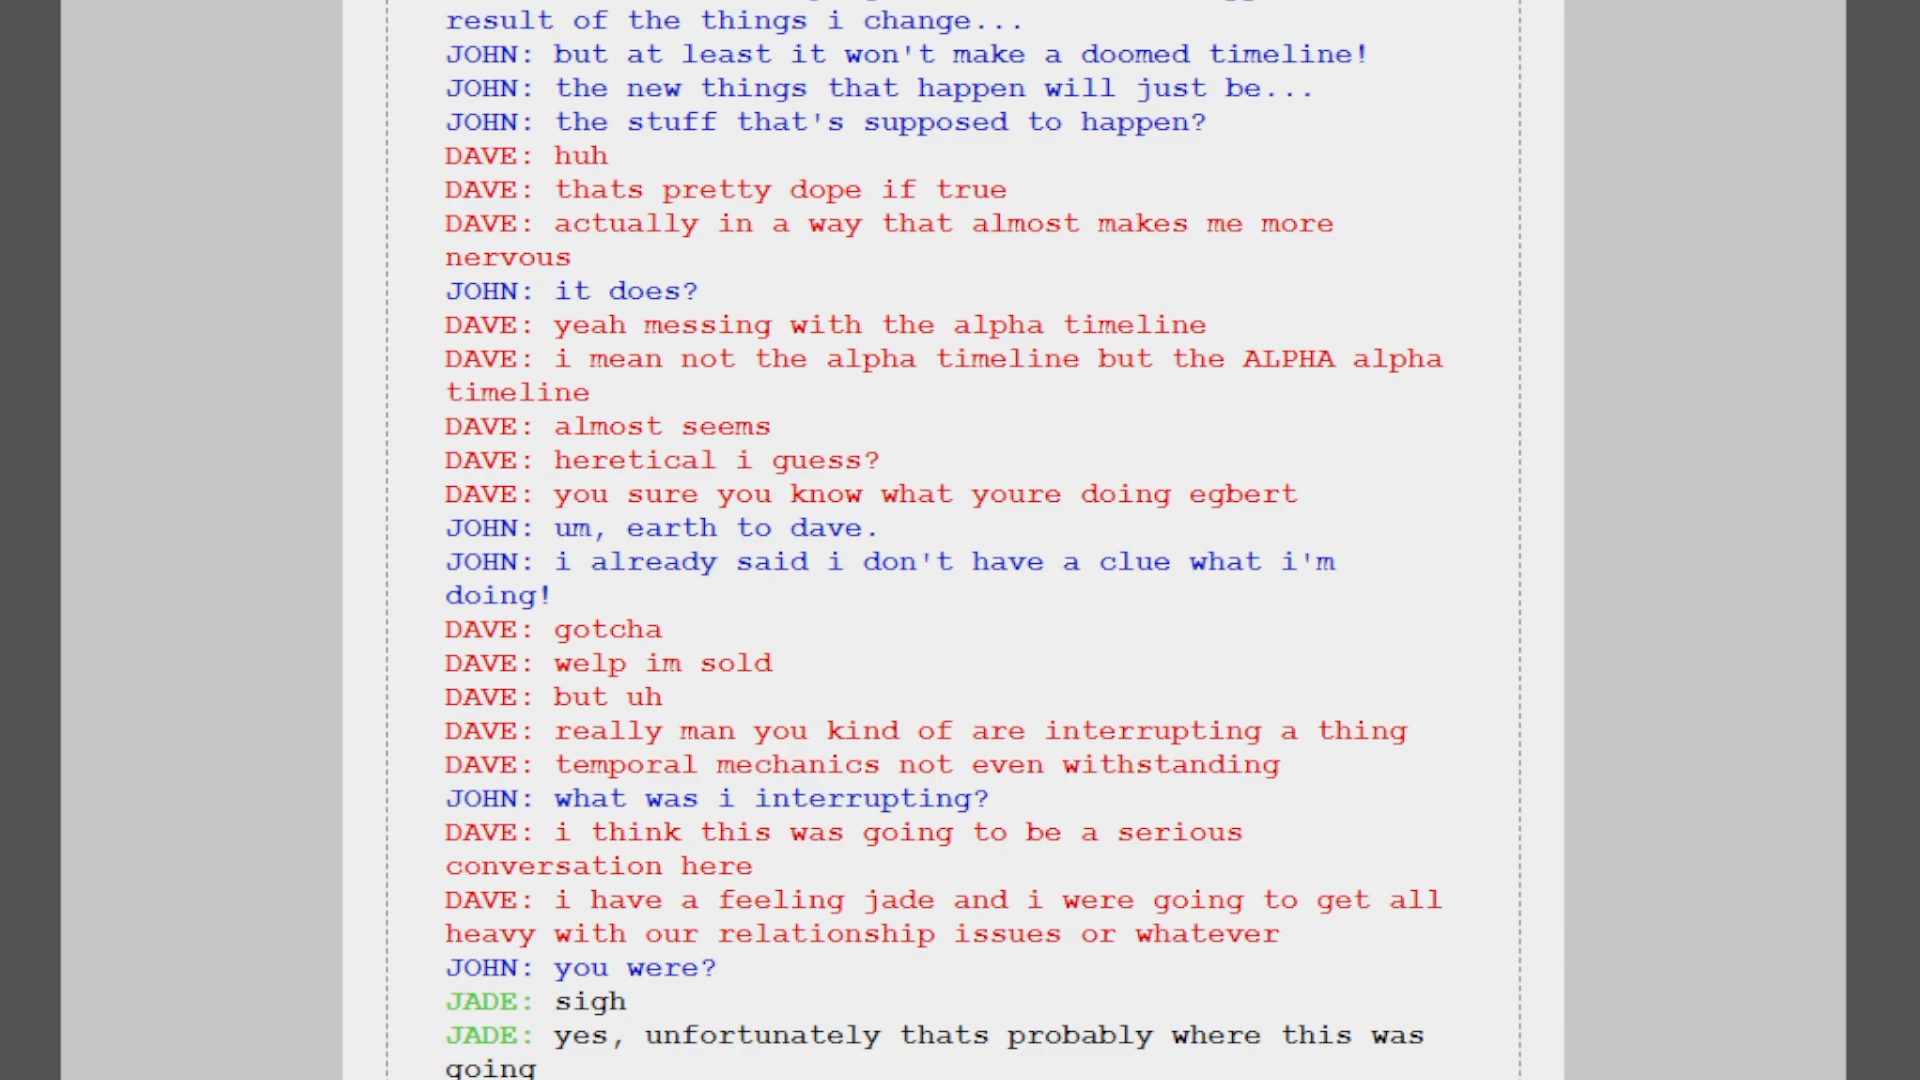 result of the things i change...
JOHN: but at least it won't make a doomed timeline!
JOHN: the new things that happen will just be...
JOHN: the stuff that's supposed to happen?
DAVE: huh
DAVE: thats pretty dope if true
DAVE: actually in a way that almost makes me more
nervous
JOHN: it does?
DAVE: yeah messing with the alpha timeline
DAVE: i mean not the alpha timeline but the ALPHA alpha
timeline
DAVE: almost seems
DAVE: heretical i guess?
DAVE: you sure you know what youre doing egbert
JOHN: um, earth to dave.
JOHN: i already said i don't have a clue what i'm
doing!
DAVE: gotcha
DAVE: welp im sold
DAVE: but uh
DAVE: really man you kind of are interrupting a thing
DAVE: temporal mechanics not even withstanding
JOHN: what was i interrupting?
DAVE: i think this was going to be a serious
conversation here
DAVE: i have a feeling jade and i were going to get all
heavy with our relationship issues or whatever
JOHN: you were?
JADE: sigh
JADE: yes, unfortunately thats probably where this was
going